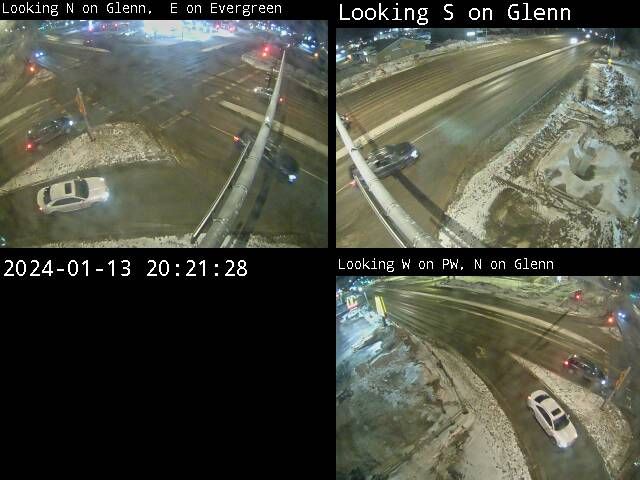 Looking N on Glenn,  E on Evergreen
Looking S on Glenn
2024-01-13 20:21:28
Looking W on PW, N on Glenn